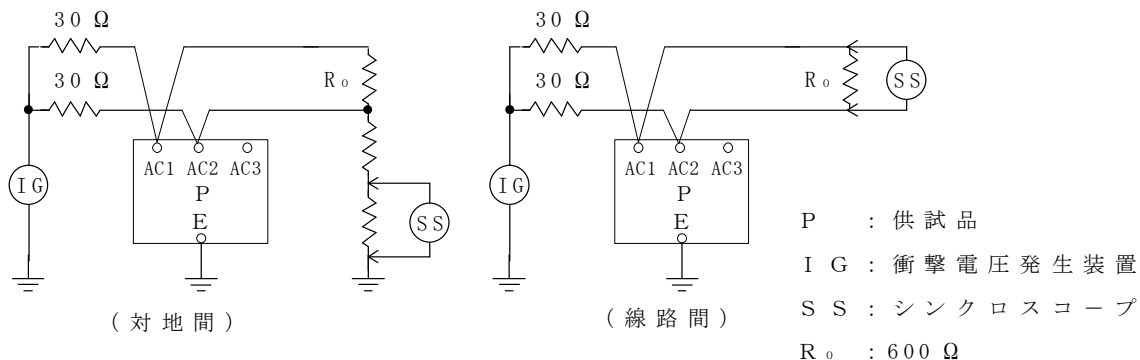 30 Ω
30 Ω
R₀
IG
AC1 AC2 AC3
P
E
SS
(対地間)
30 Ω
30 Ω
R₀
SS
IG
AC1 AC2 AC3
P
E
(線路間)
P : 供試品
IG : 衝撃電圧発生装置
SS : シンクロスコープ
R₀ : 600 Ω